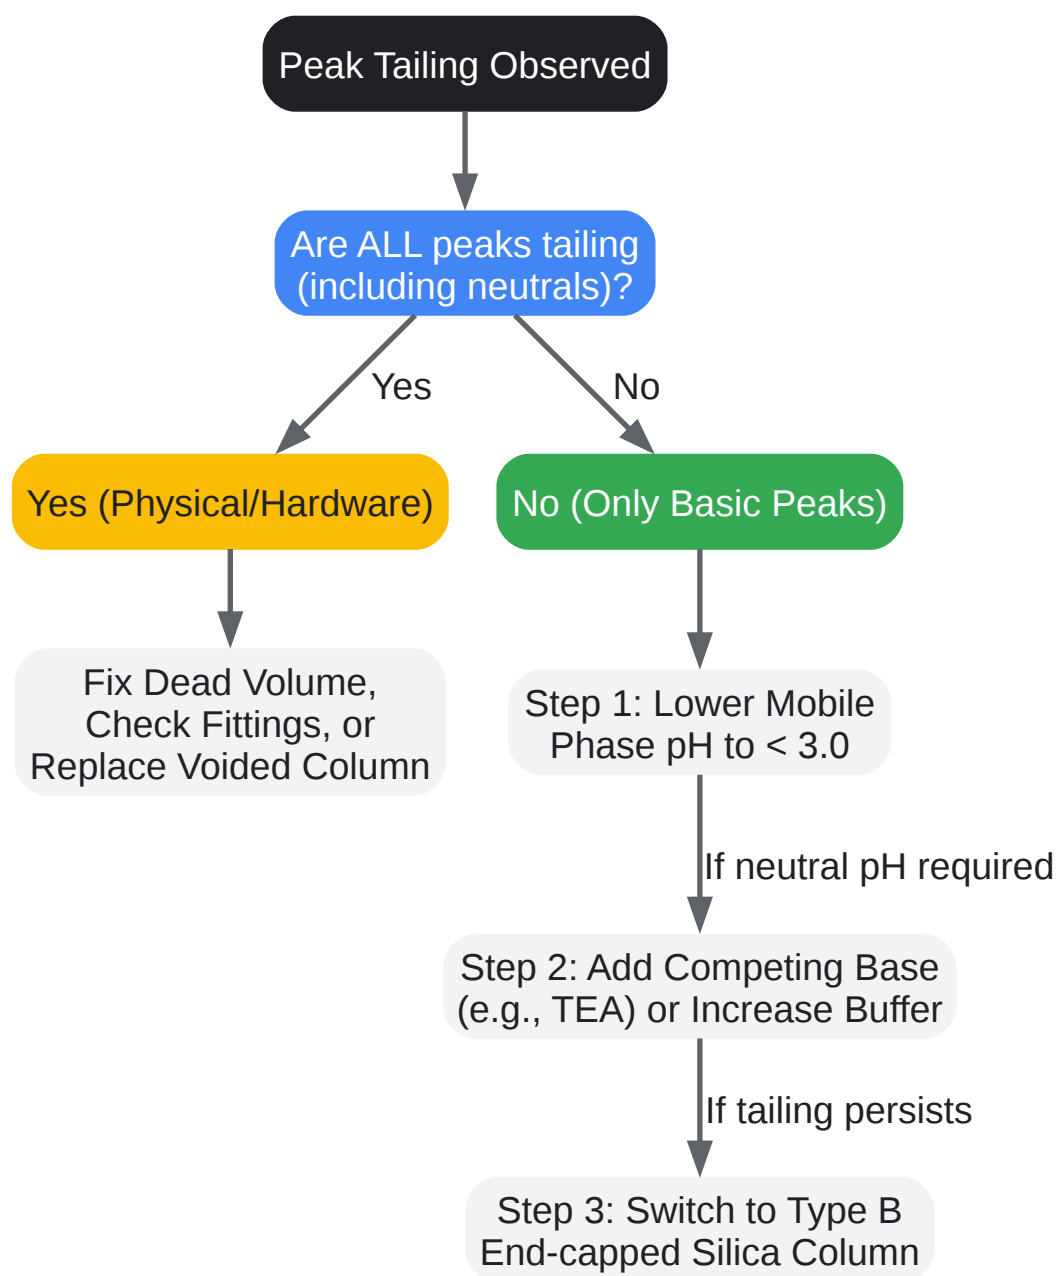 Peak Tailing Observed
Are ALL peaks tailing
(including neutrals)?
Yes
No
Yes (Physical/Hardware)
No (Only Basic Peaks)
Fix Dead Volume,
Check Fittings, or
Replace Voided Column
Step 1: Lower Mobile
Phase pH to < 3.0
If neutral pH required
Step 2: Add Competing Base
(e.g., TEA) or Increase Buffer
If tailing persists
Step 3: Switch to Type B
End-capped Silica Column